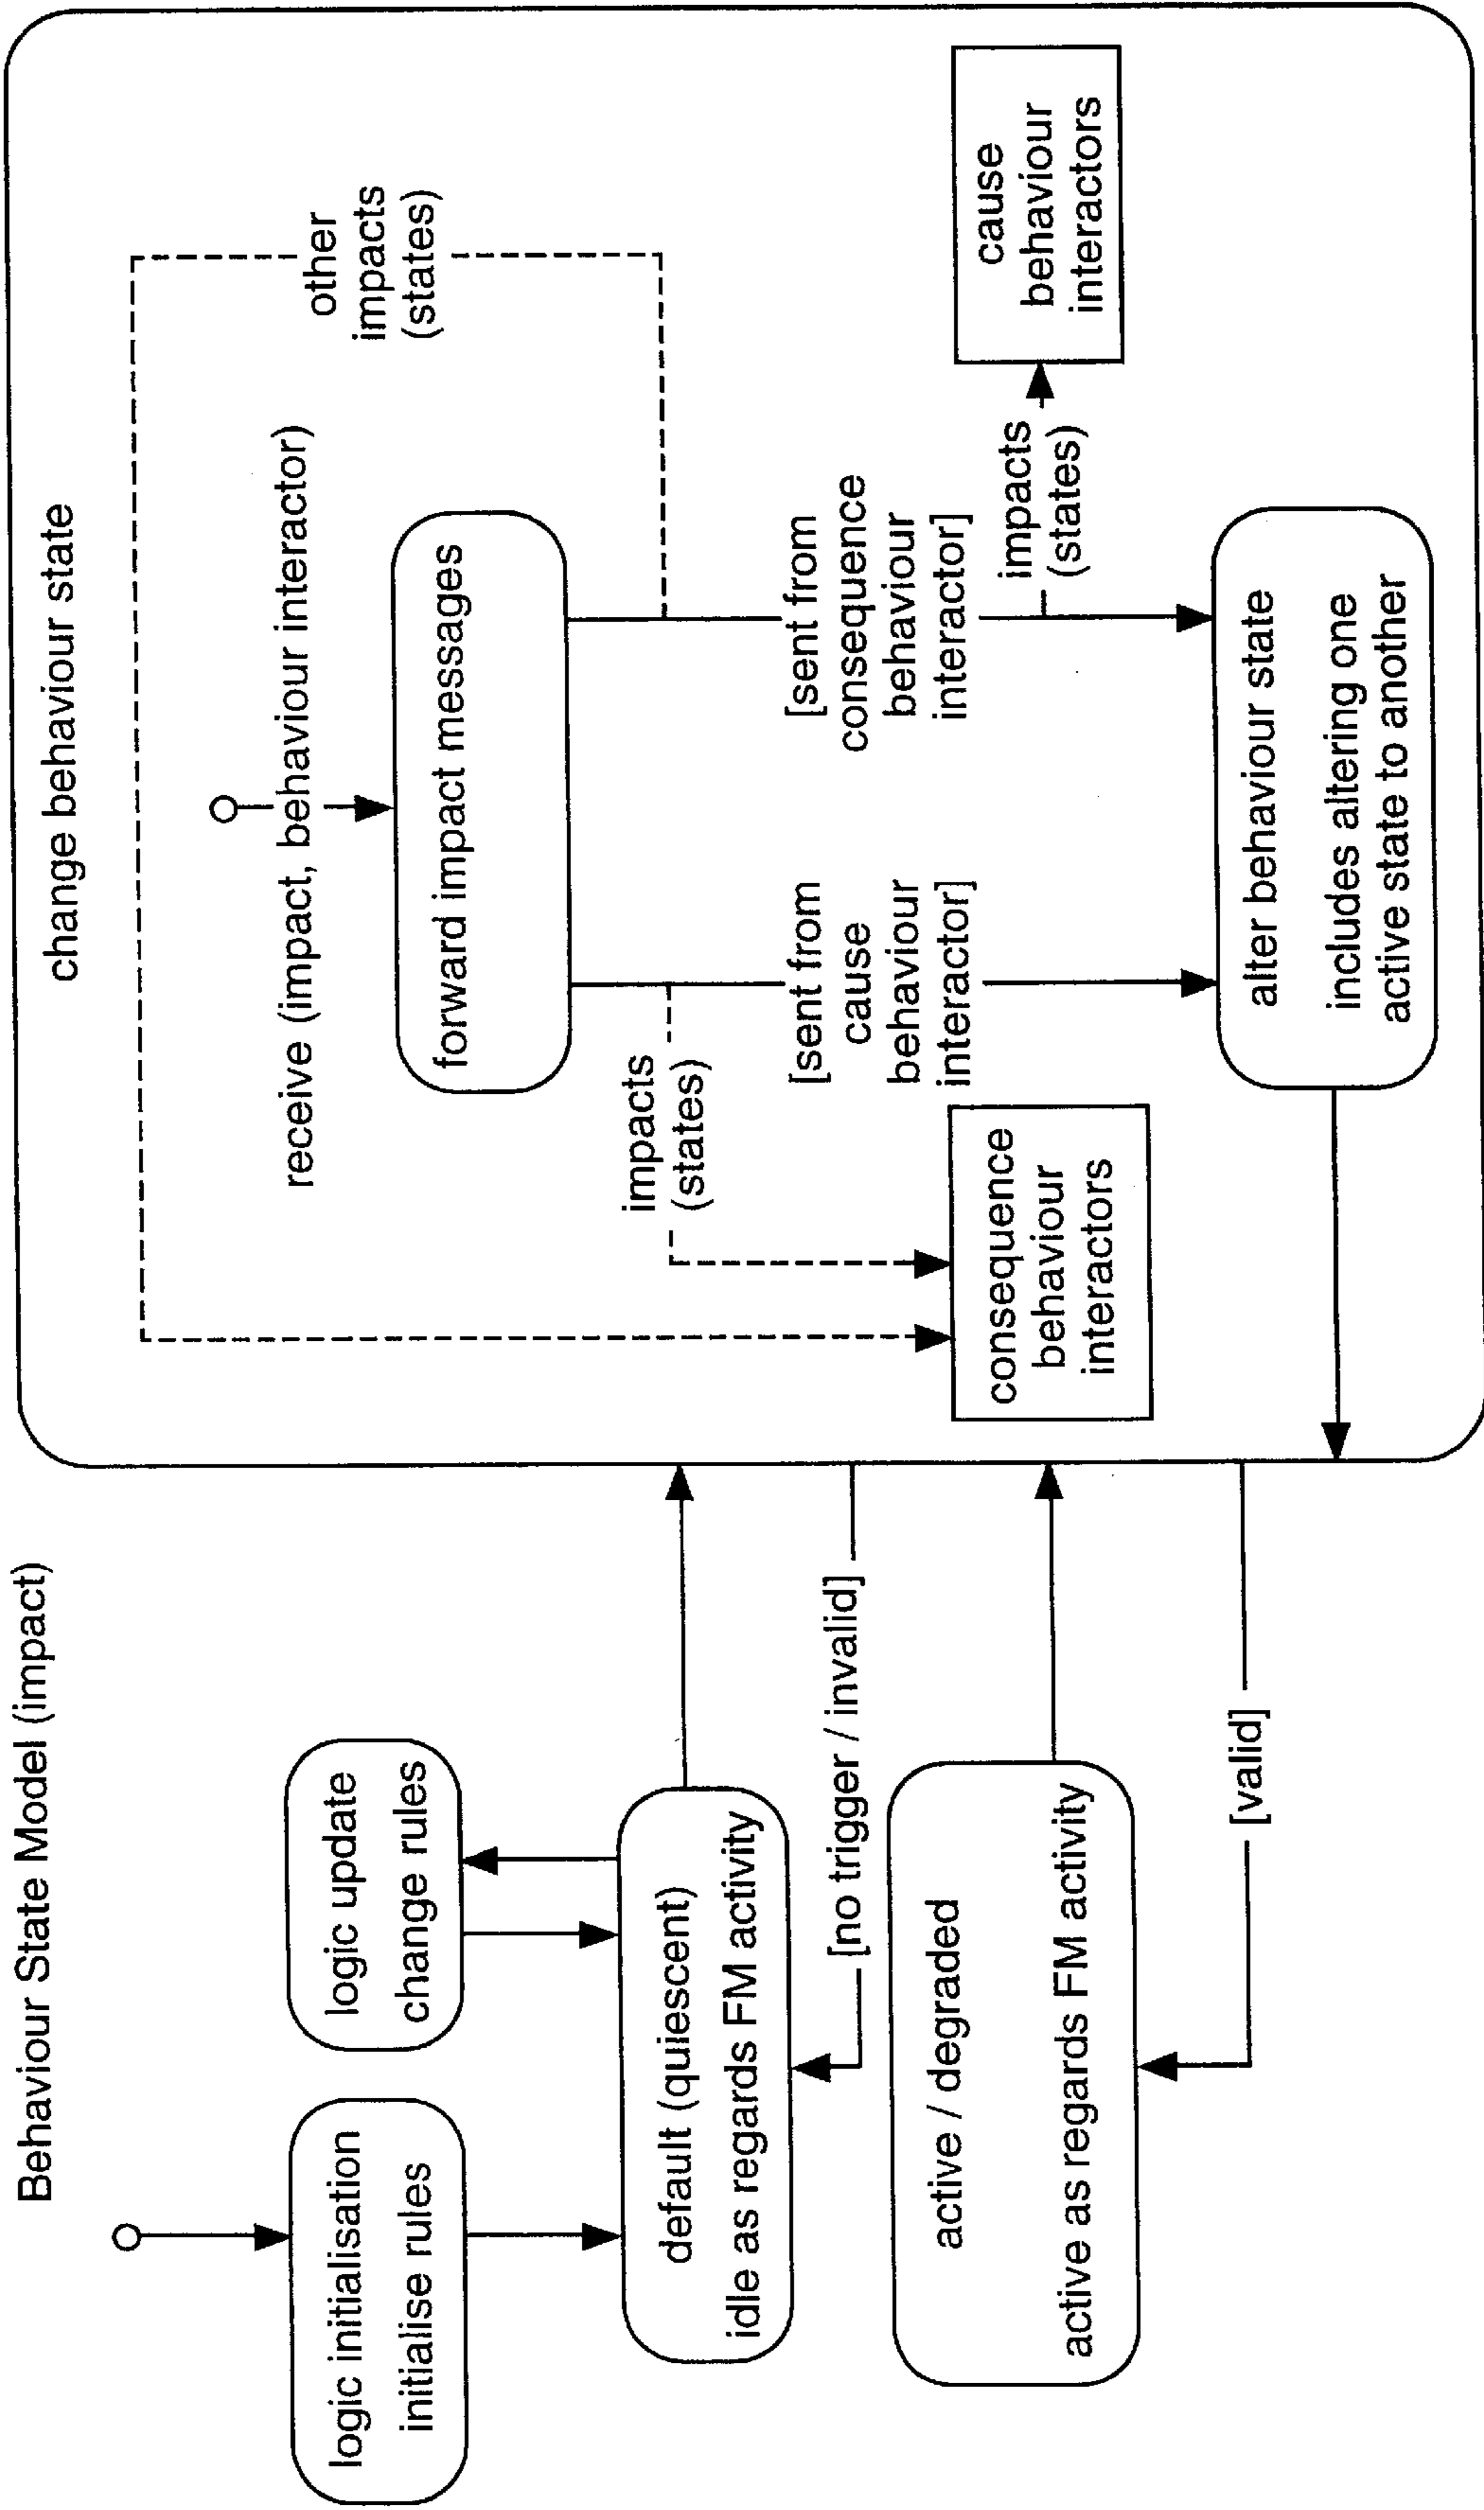 Behaviour State Model (impact)
logic initialisation
initialise rules
logic update
change rules
default (quiescent)
idle as regards FM activity
[no trigger / invalid]
active / degraded
active as regards FM activity
[valid]
change behaviour state
receive (impact, behaviour interactor)
other
impacts
(states)
forward impact messages
impacts
(states)
[sent from
cause
behaviour
interactor]
[sent from
consequence
behaviour
interactor]
consequence
behaviour
interactors
impacts
(states)
cause
behaviour
interactors
alter behaviour state
includes altering one
active state to another